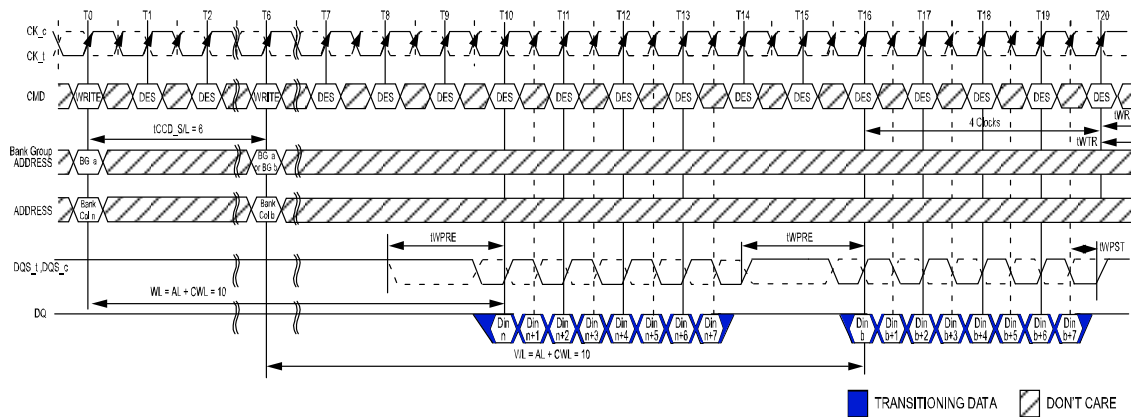 T0 T1 T2 T6 T7 T8 T9 T10 T11 T12 T13 T14 T15 T16 T17 T18 T19 T20
CK_c
CK_t
CMD WRITE DES DES WRITE DES DES DES DES DES DES DES DES DES DES DES DES DES DES
tCCD_S/L = 6
4 Clocks
tWR
tWTR
Bank Group
ADDRESS
BG a
BG a
or BG b
ADDRESS
Bank
Col n
Bank
Col b
tWPRE
tWPRE
tWPST
DQS_t ,DQS_c
WL = AL + CWL = 10
DQ
Din
n
Din
n+1
Din
n+2
Din
n+3
Din
n+4
Din
n+5
Din
n+6
Din
n+7
Din
b
Din
b+1
Din
b+2
Din
b+3
Din
b+4
Din
b+5
Din
b+6
Din
b+7
WL = AL + CWL = 10
TRANSITIONING DATA
DON'T CARE